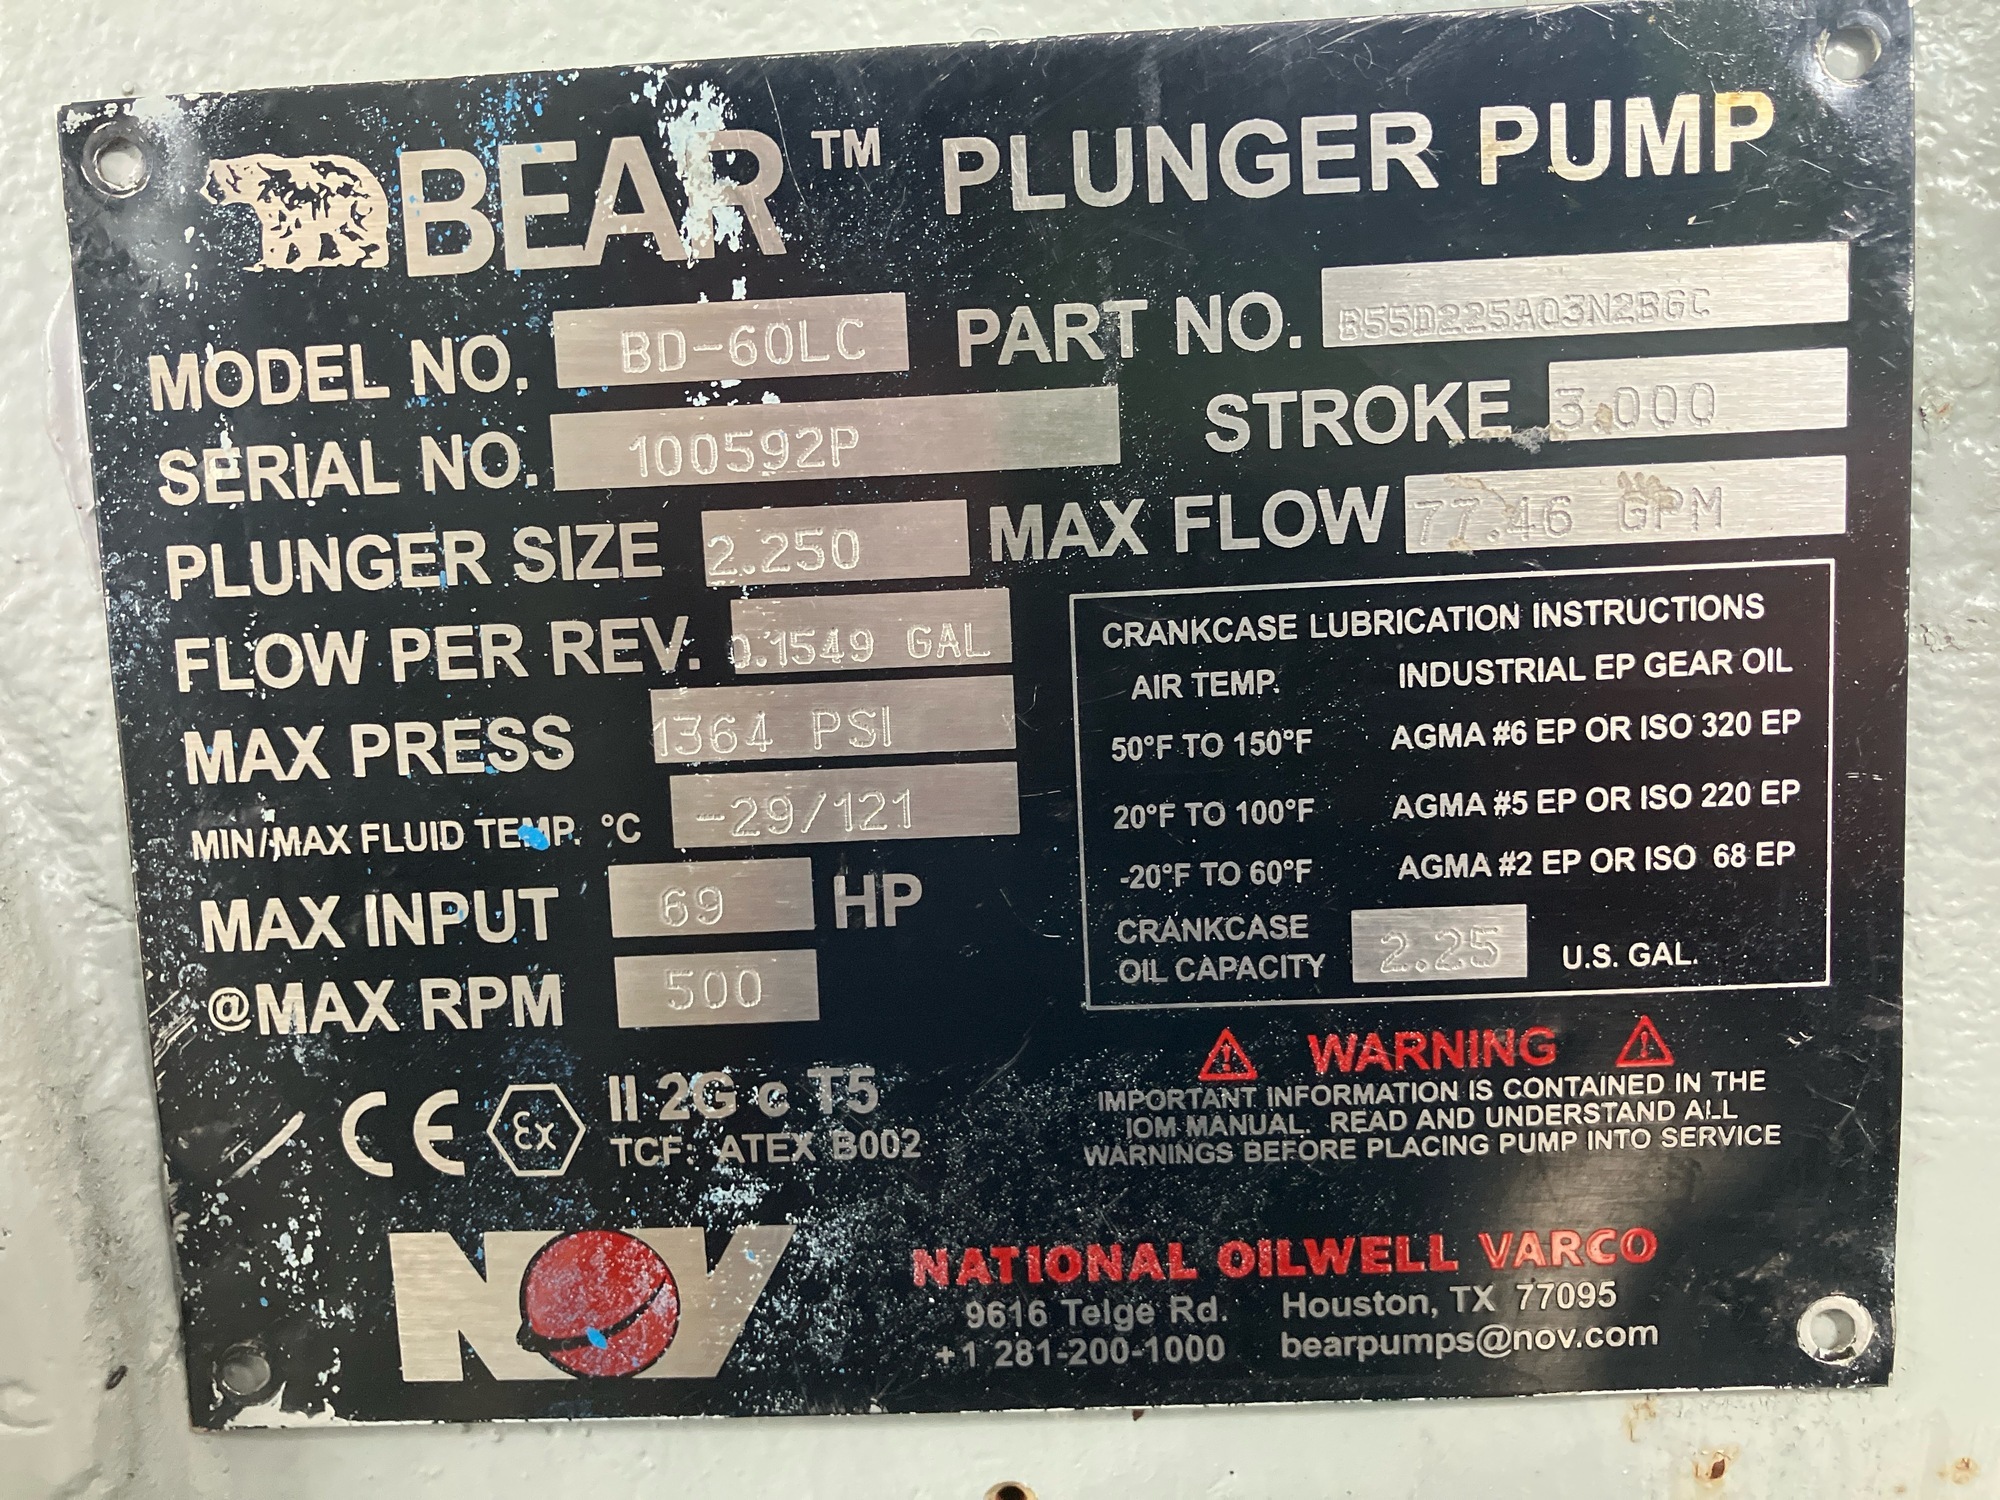 BEAR™ PLUNGER PUMP
MODEL NO. BD-60LC PART NO. B55D225A03N2BGC
SERIAL NO. 100592P STROKE 3.000
PLUNGER SIZE 2.250 MAX FLOW 77.46 GPM
FLOW PER REV. 0.1549 GAL
MAX PRESS 1364 PSI
MIN/MAX FLUID TEMP. °C -29/121
MAX INPUT 69 HP
@MAX RPM 500
CRANKCASE LUBRICATION INSTRUCTIONS
AIR TEMP. INDUSTRIAL EP GEAR OIL
50°F TO 150°F AGMA #6 EP OR ISO 320 EP
20°F TO 100°F AGMA #5 EP OR ISO 220 EP
-20°F TO 60°F AGMA #2 EP OR ISO 68 EP
CRANKCASE
OIL CAPACITY 2.25 U.S. GAL.
CE Ex II 2G c T5
TCF: ATEX B002
WARNING
IMPORTANT INFORMATION IS CONTAINED IN THE
IOM MANUAL. READ AND UNDERSTAND ALL
WARNINGS BEFORE PLACING PUMP INTO SERVICE
NOV
NATIONAL OILWELL VARCO
9616 Telge Rd. Houston, TX 77095
+1 281-200-1000 bearpumps@nov.com